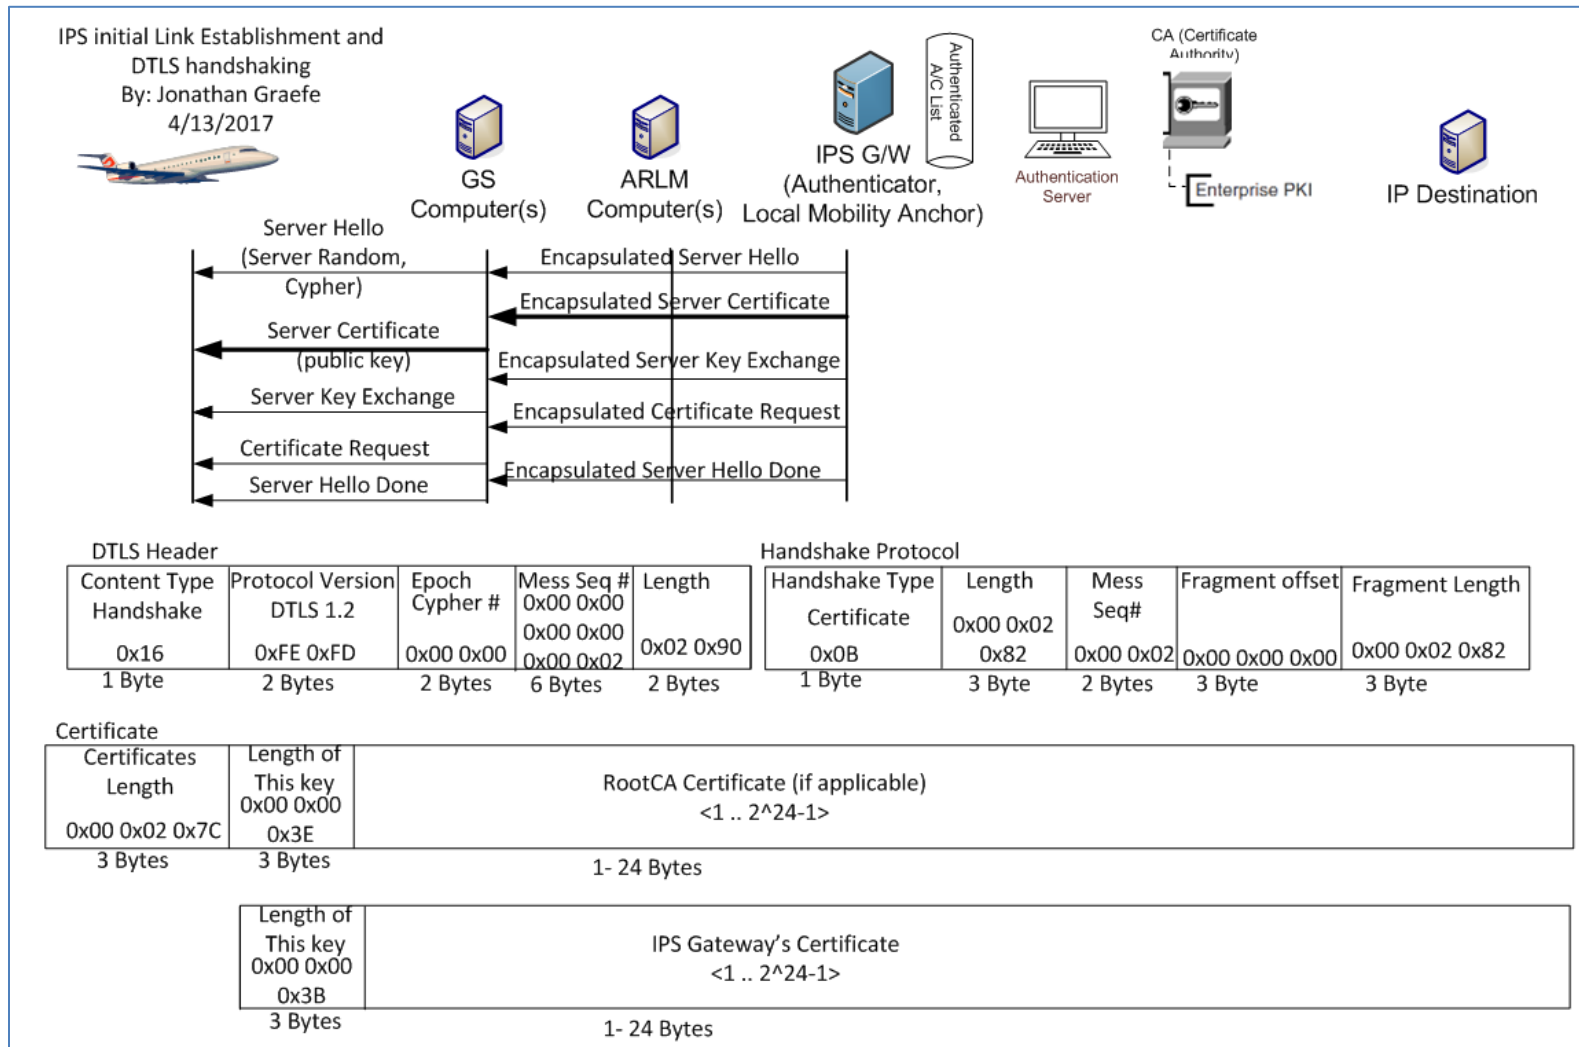 IPS initial Link Establishment and
DTLS handshaking
By: Jonathan Graefe
4/13/2017
GS
Computer(s)
ARLM
Computer(s)
IPS G/W
(Authenticator,
Local Mobility Anchor)
Authenticated
A/C List
Authentication
Server
CA (Certificate
Authority)
Enterprise PKI
IP Destination
Server Hello
(Server Random,
Cypher)
Encapsulated Server Hello
Encapsulated Server Certificate
Server Certificate
(public key)
Encapsulated Server Key Exchange
Server Key Exchange
Encapsulated Certificate Request
Certificate Request
Encapsulated Server Hello Done
Server Hello Done
DTLS Header
Content Type
Handshake
0x16
1 Byte
Protocol Version
DTLS 1.2
0xFE 0xFD
2 Bytes
Epoch
Cypher #
0x00 0x00
2 Bytes
Mess Seq #
0x00 0x00
0x00 0x00
0x00 0x02
6 Bytes
Length
0x02 0x90
2 Bytes
Handshake Protocol
Handshake Type
Certificate
0x0B
1 Byte
Length
0x00 0x02
0x82
3 Byte
Mess
Seq#
0x00 0x02
2 Bytes
Fragment offset
0x00 0x00 0x00
3 Byte
Fragment Length
0x00 0x02 0x82
3 Byte
Certificate
Certificates
Length
0x00 0x02 0x7C
3 Bytes
Length of
This key
0x00 0x00
0x3E
3 Bytes
RootCA Certificate (if applicable)
<1 .. 2^24-1>
1- 24 Bytes
Length of
This key
0x00 0x00
0x3B
3 Bytes
IPS Gateway's Certificate
<1 .. 2^24-1>
1- 24 Bytes